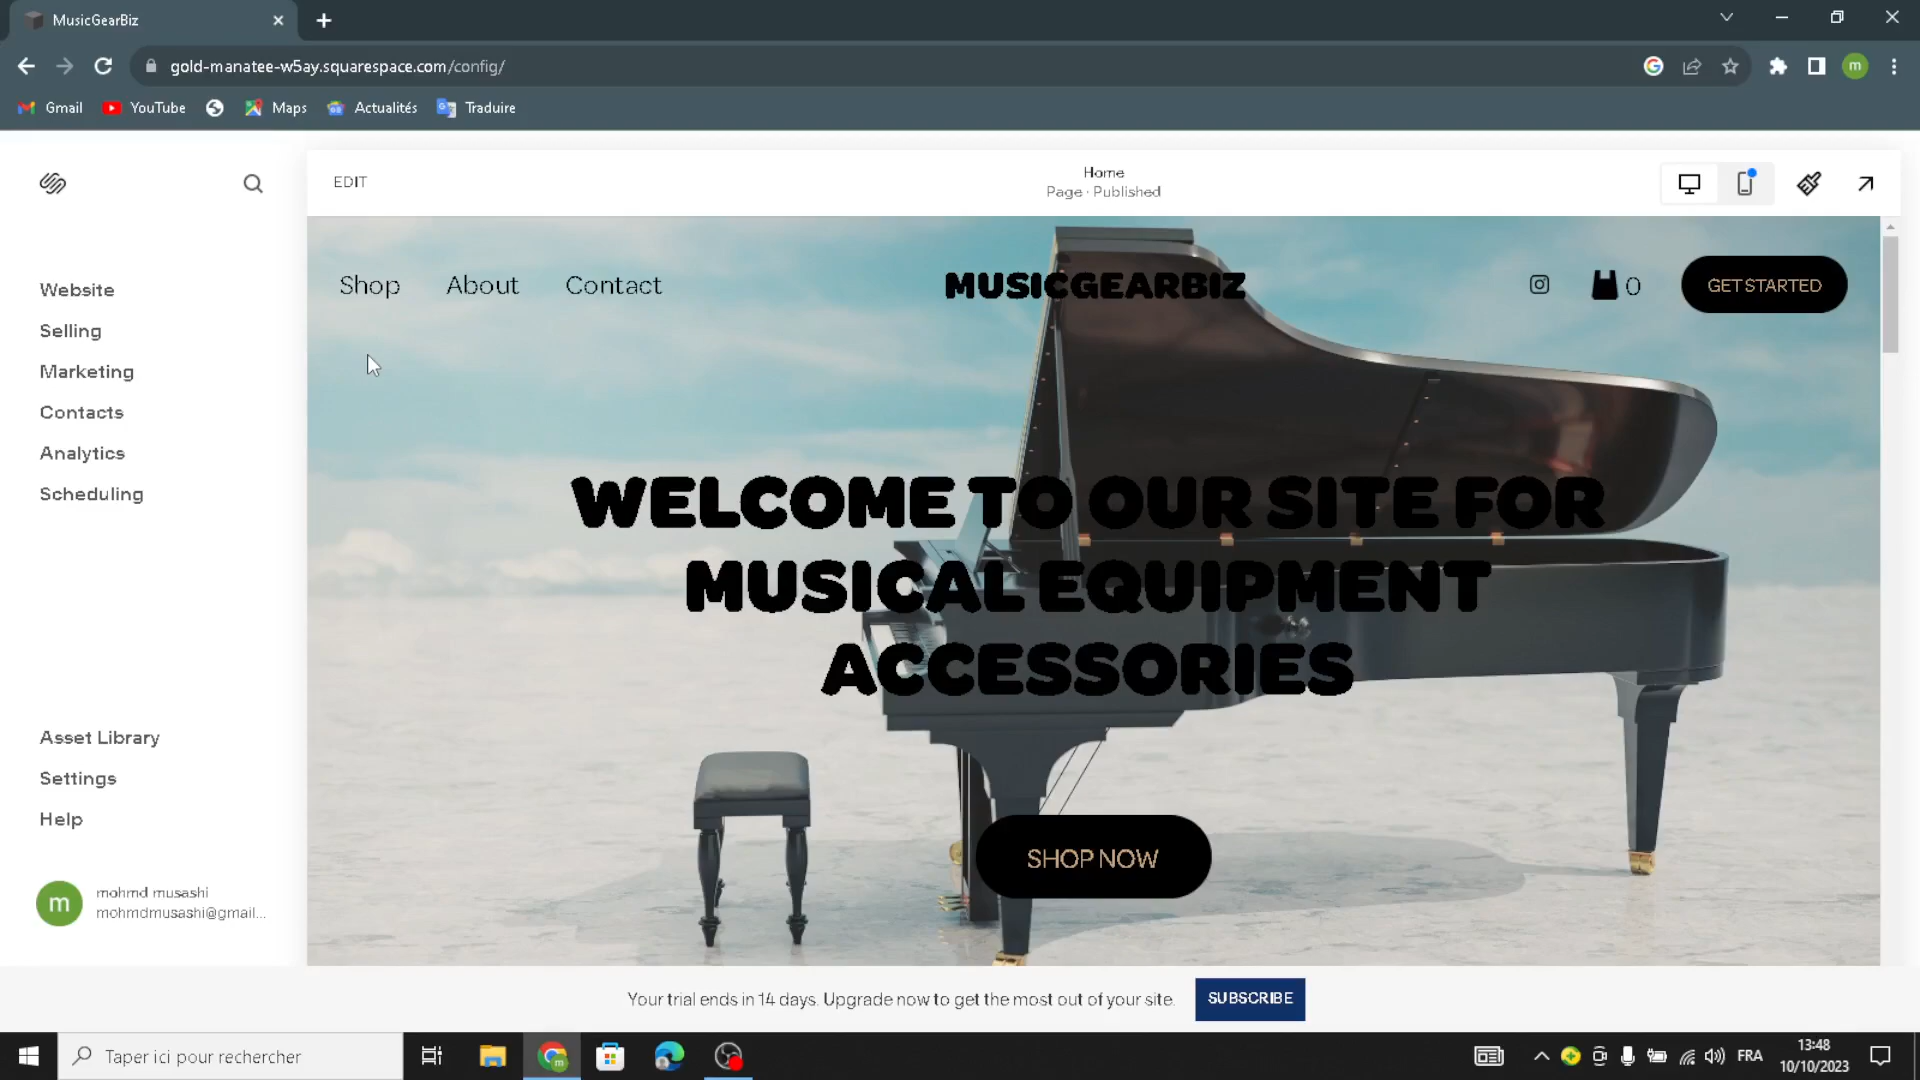 MusicGearBiz
gold-manatee-w5ay.squarespace.com/config/
m
Gmail
YouTube
Maps
Actualités
Traduire
EDIT
Home
Page · Published
Website
Selling
Marketing
Contacts
Analytics
Scheduling
Asset Library
Settings
Help
m
mohmd musashi
mohmdmusashi@gmail...
Shop
About
Contact
MUSICGEARBIZ
0
GET STARTED
WELCOME TO OUR SITE FOR
MUSICAL EQUIPMENT
ACCESSORIES
SHOP NOW
Your trial ends in 14 days. Upgrade now to get the most out of your site.
SUBSCRIBE
Taper ici pour rechercher
FRA
13:48
10/10/2023